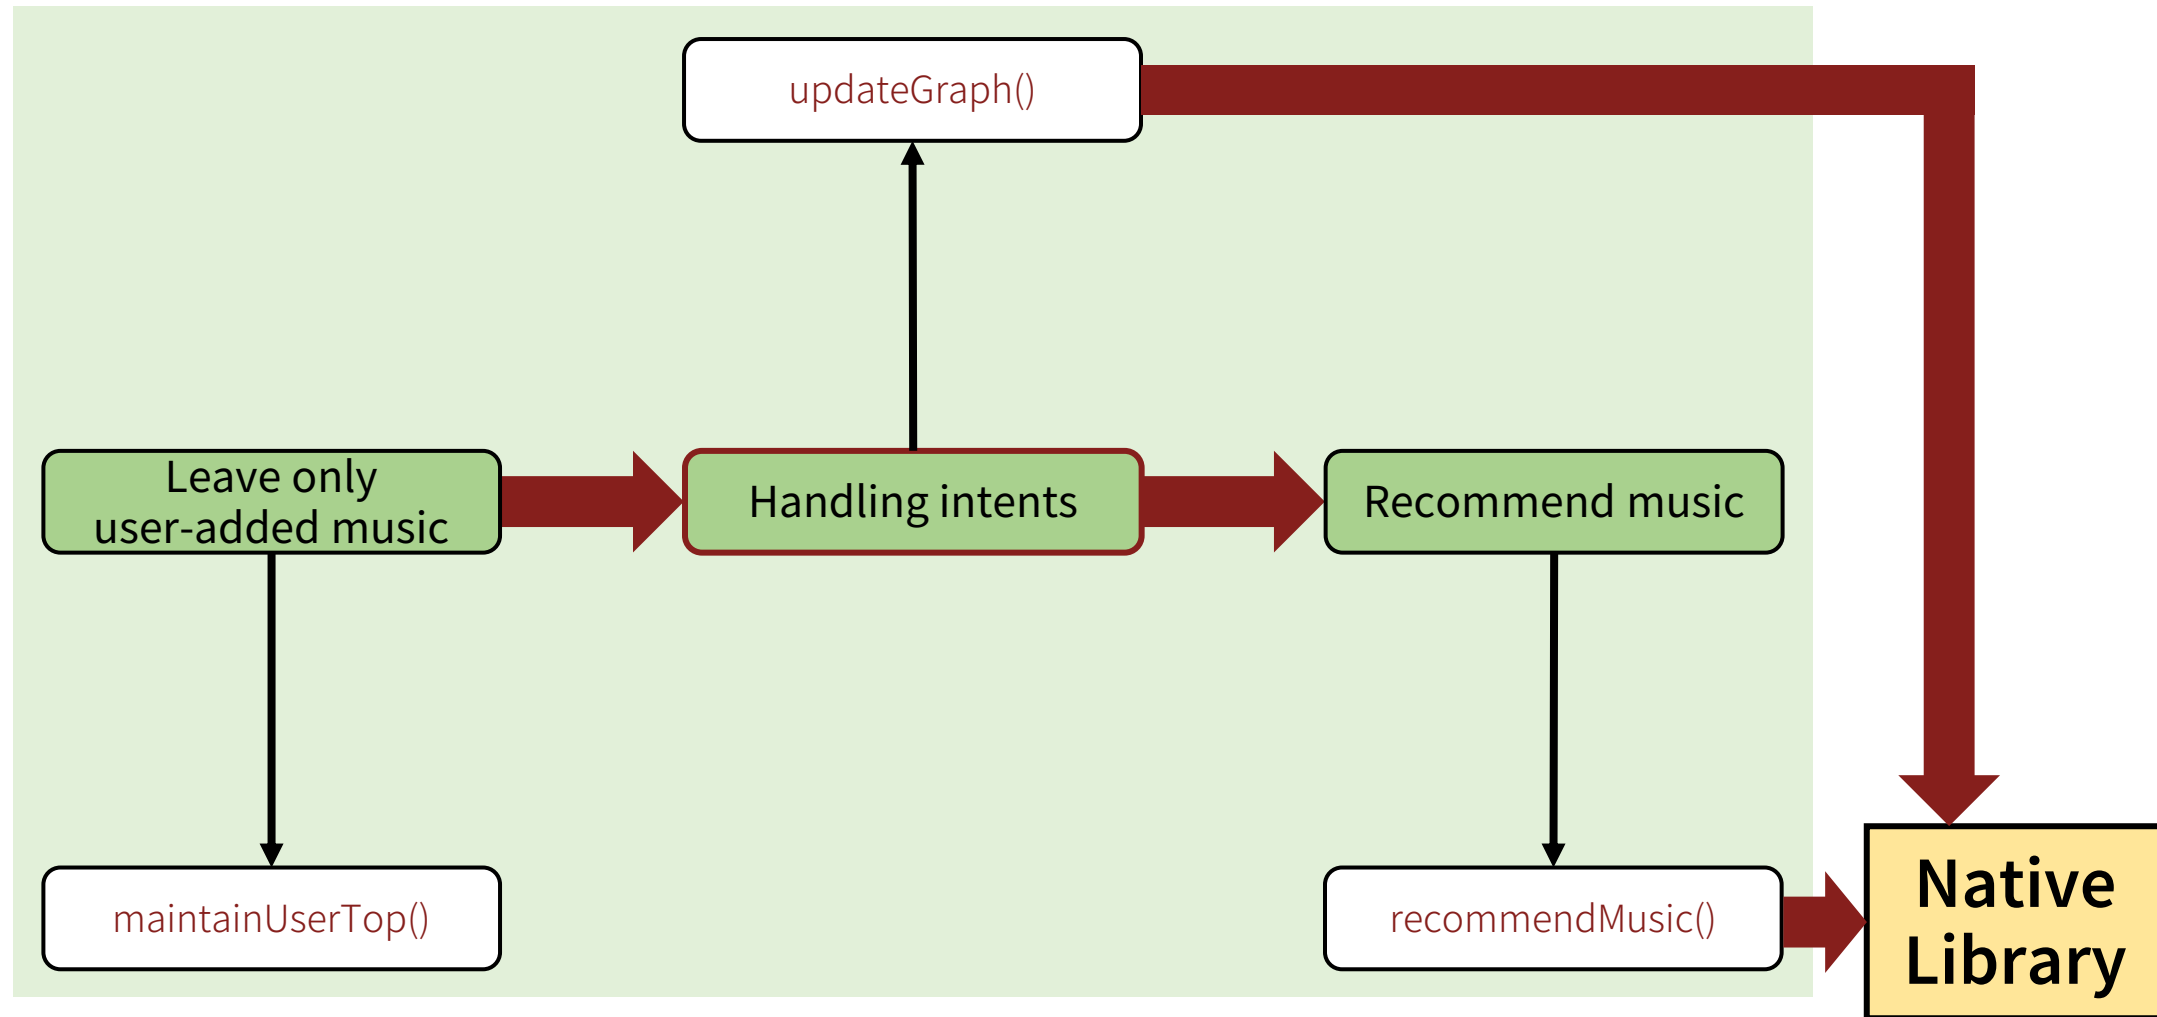 updateGraph()
Leave only
user-added music
Handling intents
Recommend music
maintainUserTop()
recommendMusic()
Native
Library